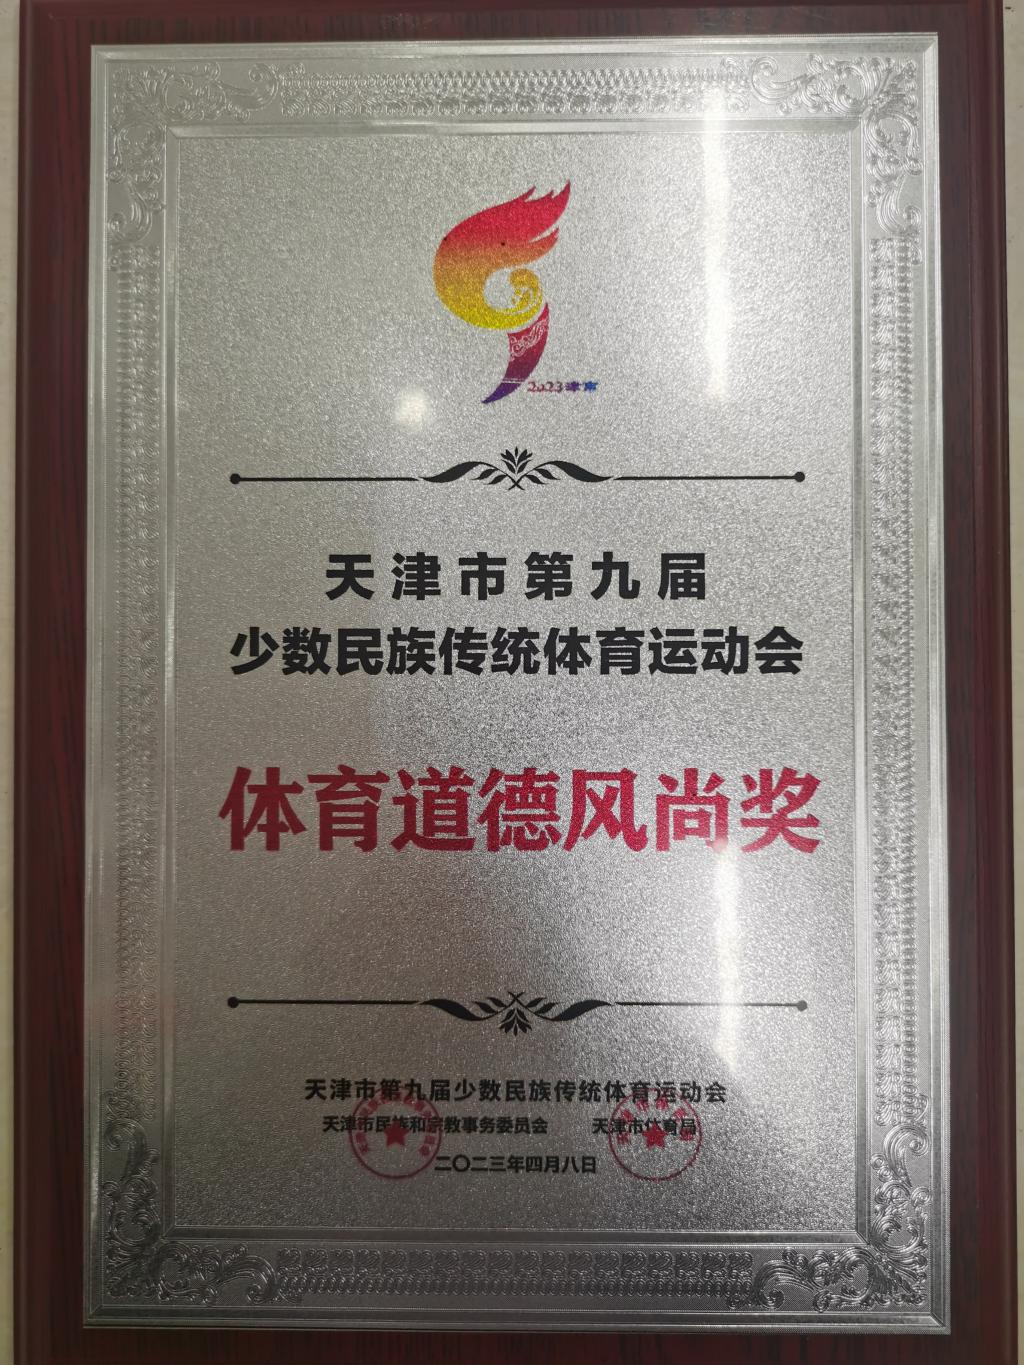 2023津南
天津市第九届
少数民族传统体育运动会
体育道德风尚奖
天津市第九届少数民族传统体育运动会
天津市民族和宗教事务委员会 天津市体育局
二〇二三年四月八日